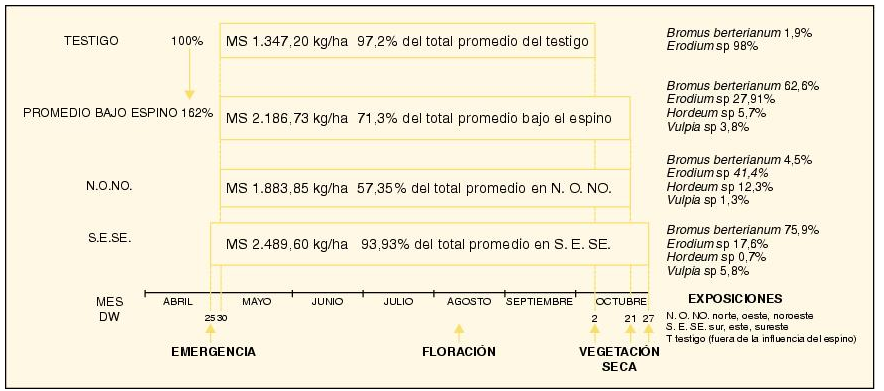 TESTIGO 100% MS 1.347,20 kg/ha 97,2% del total promedio del testigo
Bromus berterianum 1,9%
Erodium sp 98%
PROMEDIO BAJO ESPINO 162% MS 2.186,73 kg/ha 71,3% del total promedio bajo el espino
Bromus berterianum 62,6%
Erodium sp 27,91%
Hordeum sp 5,7%
Vulpia sp 3,8%
N.O.NO. MS 1.883,85 kg/ha 57,35% del total promedio en N. O. NO.
Bromus berterianum 4,5%
Erodium sp 41,4%
Hordeum sp 12,3%
Vulpia sp 1,3%
S.E.SE. MS 2.489,60 kg/ha 93,93% del total promedio en S. E. SE.
Bromus berterianum 75,9%
Erodium sp 17,6%
Hordeum sp 0,7%
Vulpia sp 5,8%
MES ABRIL MAYO JUNIO JULIO AGOSTO SEPTIEMBRE OCTUBRE
DW 25 30 2 21 27
EMERGENCIA FLORACIÓN VEGETACIÓN
SECA
EXPOSICIONES
N. O. NO. norte, oeste, noroeste
S. E. SE. sur, este, sureste
T testigo (fuera de la influencia del espino)